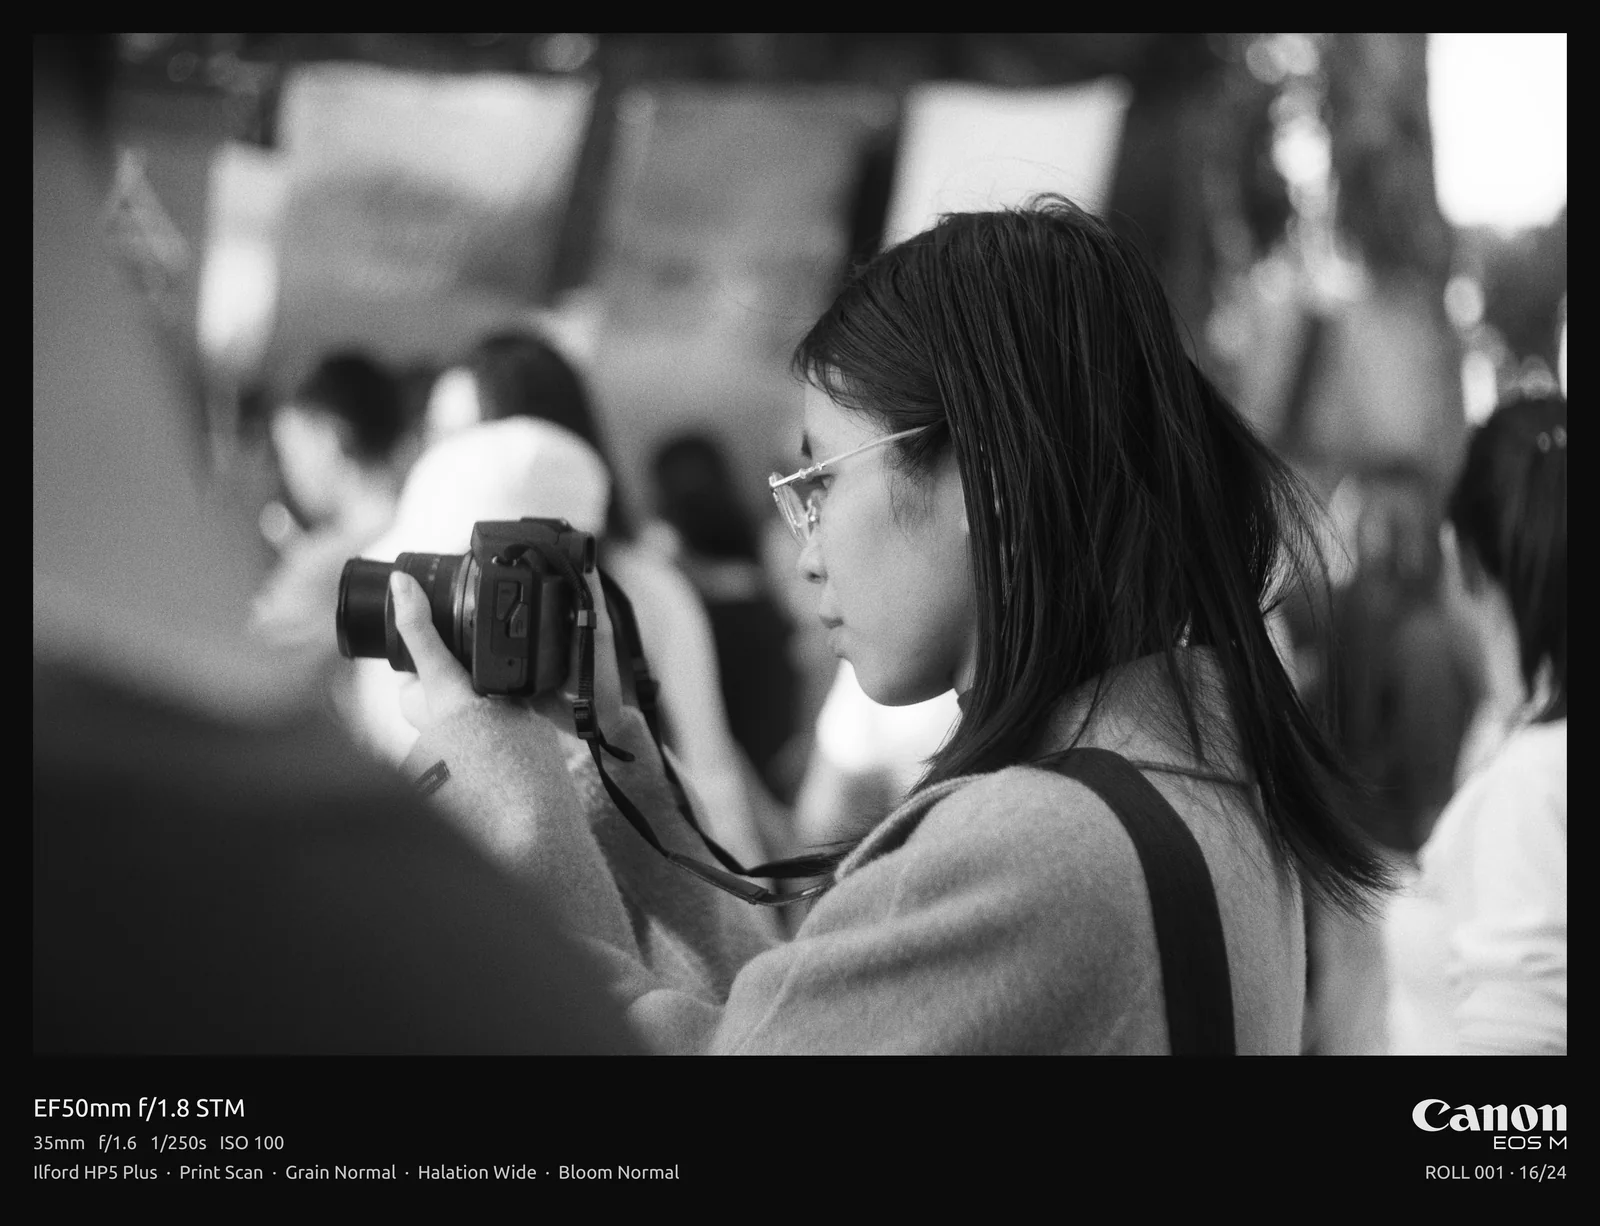 EF50mm f/1.8 STM
35mm f/1.6 1/250s ISO 100
Ilford HP5 Plus · Print Scan · Grain Normal · Halation Wide · Bloom Normal
Canon
EOS M
ROLL 001 · 16/24